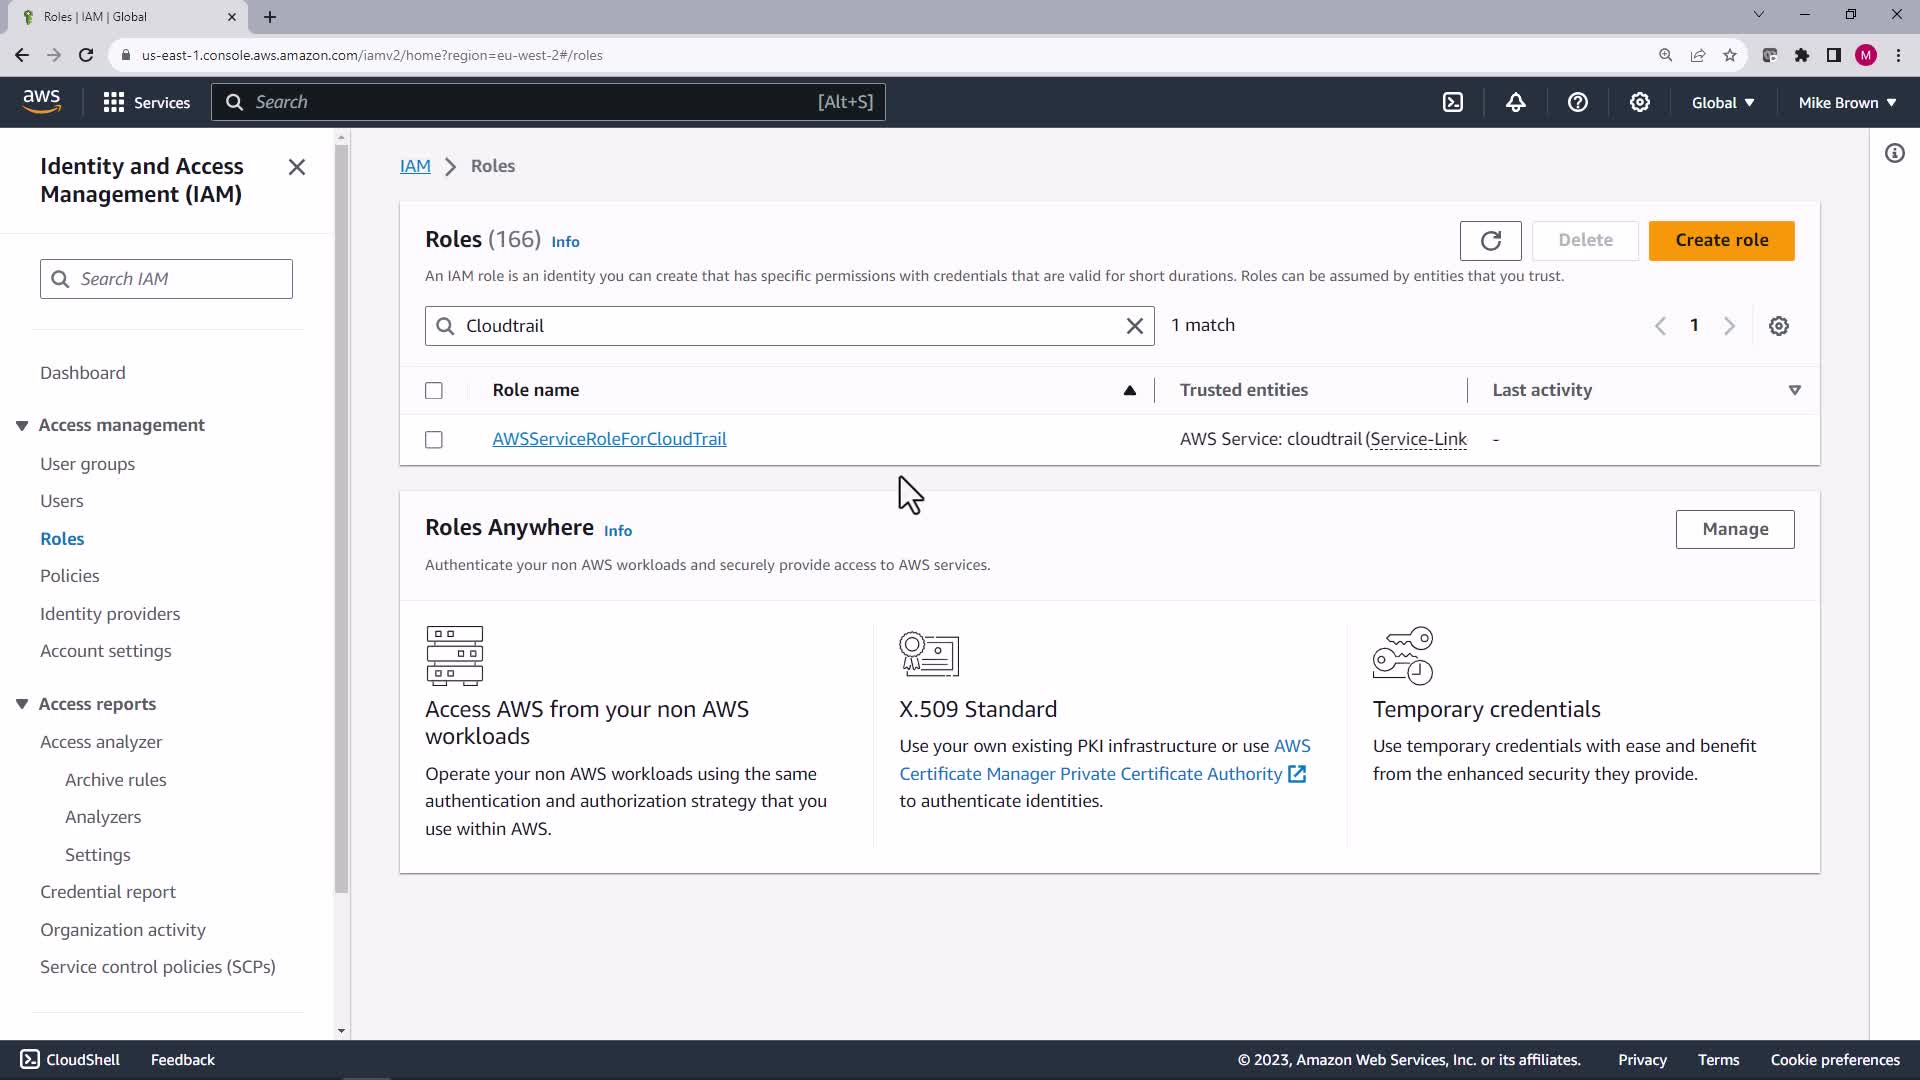 Roles | IAM | Global
us-east-1.console.aws.amazon.com/iamv2/home?region=eu-west-2#/roles
M
aws
Services
Search
[Alt+S]
Global
Mike Brown
Identity and Access
Management (IAM)
Search IAM
Dashboard
Access management
User groups
Users
Roles
Policies
Identity providers
Account settings
Access reports
Access analyzer
Archive rules
Analyzers
Settings
Credential report
Organization activity
Service control policies (SCPs)
IAM > Roles
Roles (166) Info
Delete
Create role
An IAM role is an identity you can create that has specific permissions with credentials that are valid for short durations. Roles can be assumed by entities that you trust.
Cloudtrail
1 match
1
Role name
Trusted entities
Last activity
AWSServiceRoleForCloudTrail
AWS Service: cloudtrail (Service-Link
-
Roles Anywhere Info
Manage
Authenticate your non AWS workloads and securely provide access to AWS services.
Access AWS from your non AWS
workloads
Operate your non AWS workloads using the same
authentication and authorization strategy that you
use within AWS.
X.509 Standard
Use your own existing PKI infrastructure or use AWS
Certificate Manager Private Certificate Authority
to authenticate identities.
Temporary credentials
Use temporary credentials with ease and benefit
from the enhanced security they provide.
CloudShell
Feedback
© 2023, Amazon Web Services, Inc. or its affiliates.
Privacy
Terms
Cookie preferences